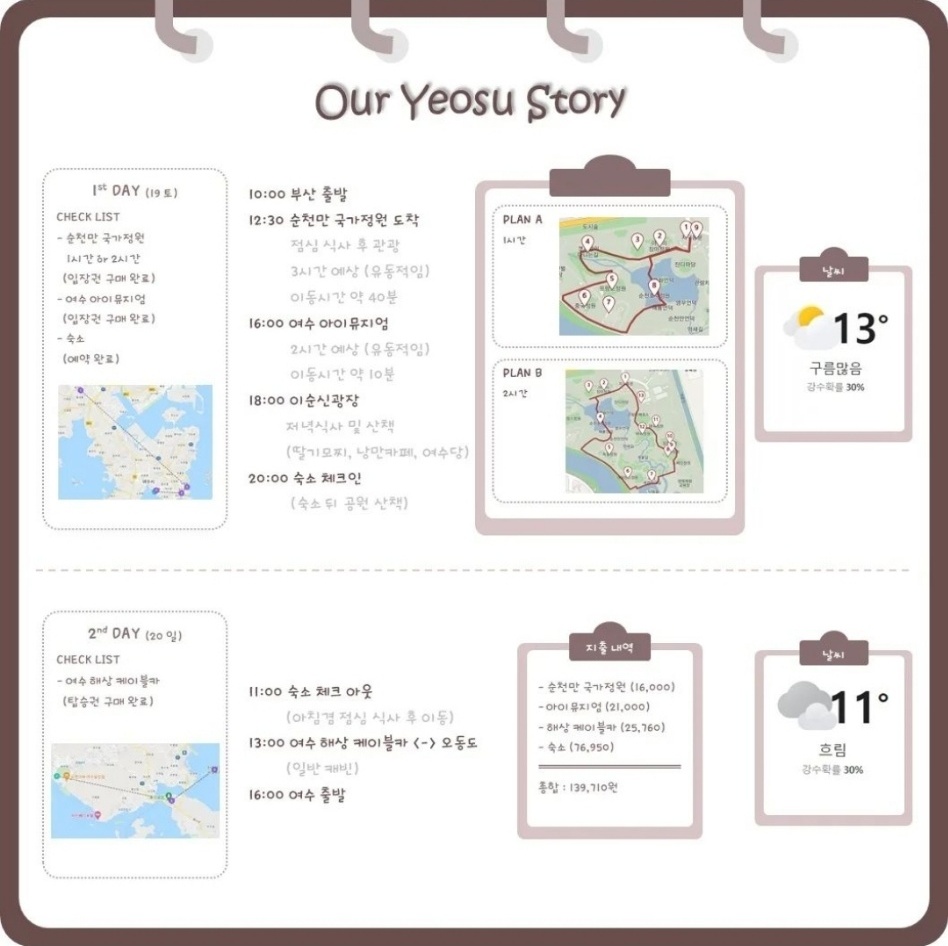 Our Yeosu Story
1st DAY (19 토)
CHECK LIST
- 순천만 국가정원
1시간 or 2시간
(입장권 구매 완료)
- 여수 아이뮤지엄
(입장권 구매 완료)
- 숙소
(예약 완료)
10:00 부산 출발
12:30 순천만 국가정원 도착
점심 식사 후 관광
3시간 예상 (유동적임)
이동시간 약 40분
16:00 여수 아이뮤지엄
2시간 예상 (유동적임)
이동시간 약 10분
18:00 이순신광장
저녁식사 및 산책
(딸기모찌, 낭만카페, 여수당)
20:00 숙소 체크인
(숙소 뒤 공원 산책)
PLAN A
1시간
1
9
2
3
4
5
6
7
8
PLAN B
2시간
날씨
13°
구름많음
강수확률 30%
2nd DAY (20 일)
CHECK LIST
- 여수 해상 케이블카
(탑승권 구매 완료)
11:00 숙소 체크 아웃
(아침겸 점심 식사 후 이동)
13:00 여수 해상 케이블카 <-> 오동도
(일반 캐빈)
16:00 여수 출발
지출 내역
- 순천만 국가정원 (16,000)
-아이뮤지엄 (21,000)
- 해상 케이블카 (25,760)
- 숙소 (76,950)
총합 : 139,710원
날씨
11°
흐림
강수확률 30%